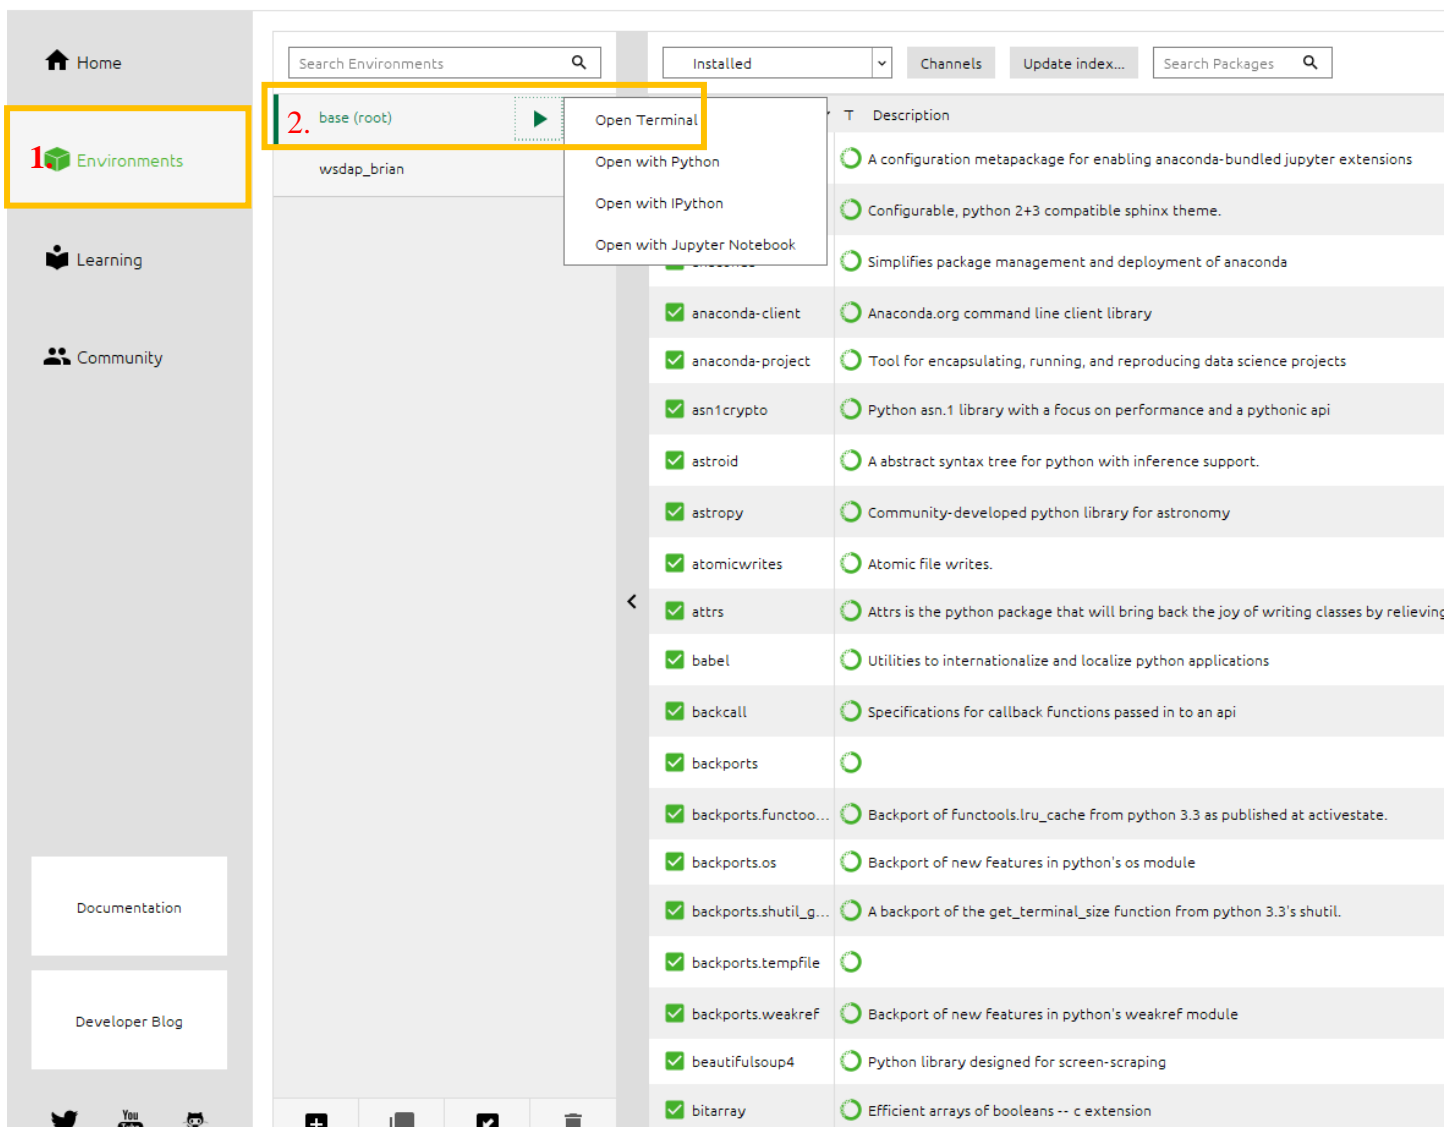 Home
Environments
1.
Learning
Community
Documentation
Developer Blog
You
Search Environments
2.
base (root)
wsdap_brian
Open Terminal
Open with Python
Open with IPython
Open with Jupyter Notebook
Installed
Channels
Update index...
Search Packages
T Description
A configuration metapackage for enabling anaconda-bundled jupyter extensions
Configurable, python 2+3 compatible sphinx theme.
Simplifies package management and deployment of anaconda
anaconda-client Anaconda.org command line client library
anaconda-project Tool for encapsulating, running, and reproducing data science projects
asn1crypto Python asn.1 library with a focus on performance and a pythonic api
astroid A abstract syntax tree for python with inference support.
astropy Community-developed python library for astronomy
atomicwrites Atomic file writes.
attrs Attrs is the python package that will bring back the joy of writing classes by relieving
babel Utilities to internationalize and localize python applications
backcall Specifications for callback functions passed in to an api
backports
backports.functoo... Backport of functools.lru_cache from python 3.3 as published at activestate.
backports.os Backport of new features in python's os module
backports.shutil_g... A backport of the get_terminal_size function from python 3.3's shutil.
backports.tempfile
backports.weakref Backport of new features in python's weakref module
beautifulsoup4 Python library designed for screen-scraping
bitarray Efficient arrays of booleans -- c extension